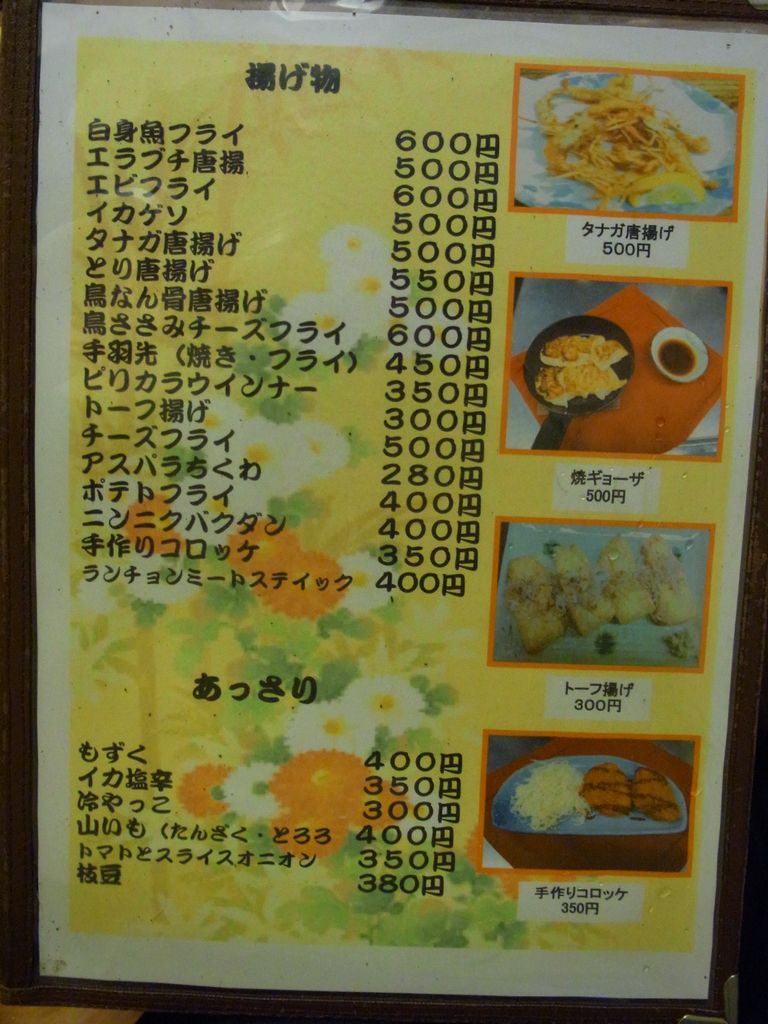 揚げ物
白身魚フライ 600円
エラブチ唐揚 500円
エビフライ 600円
イカゲソ 500円
タナガ唐揚げ 500円
とり唐揚げ 550円
鳥なん骨唐揚げ 500円
鳥ささみチーズフライ 600円
手羽先（焼き・フライ） 450円
ピリカラウインナー 350円
トーフ揚げ 300円
チーズフライ 500円
アスパラちくわ 280円
ポテトフライ 400円
ニンニクバクダン 400円
手作りコロッケ 350円
ランチョンミートステイック 400円
あっさり
もずく 400円
イカ塩辛 350円
冷やっこ 300円
山いも（たんざく・とろろ 400円
トマトとスライスオニオン 350円
枝豆 380円
タナガ唐揚げ
500円
焼ギョーザ
500円
トーフ揚げ
300円
手作りコロッケ
350円